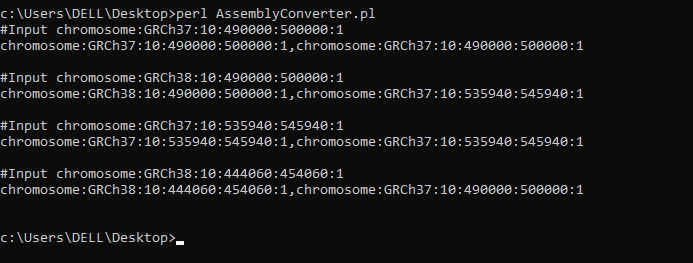 c:\Users\DELL\Desktop>perl AssemblyConverter.pl
#Input chromosome:GRCh37:10:490000:500000:1
chromosome:GRCh37:10:490000:500000:1,chromosome:GRCh37:10:490000:500000:1
#Input chromosome:GRCh38:10:490000:500000:1
chromosome:GRCh38:10:490000:500000:1,chromosome:GRCh37:10:535940:545940:1
#Input chromosome:GRCh37:10:535940:545940:1
chromosome:GRCh37:10:535940:545940:1,chromosome:GRCh37:10:535940:545940:1
#Input chromosome:GRCh38:10:444060:454060:1
chromosome:GRCh38:10:444060:454060:1,chromosome:GRCh37:10:490000:500000:1
c:\Users\DELL\Desktop>